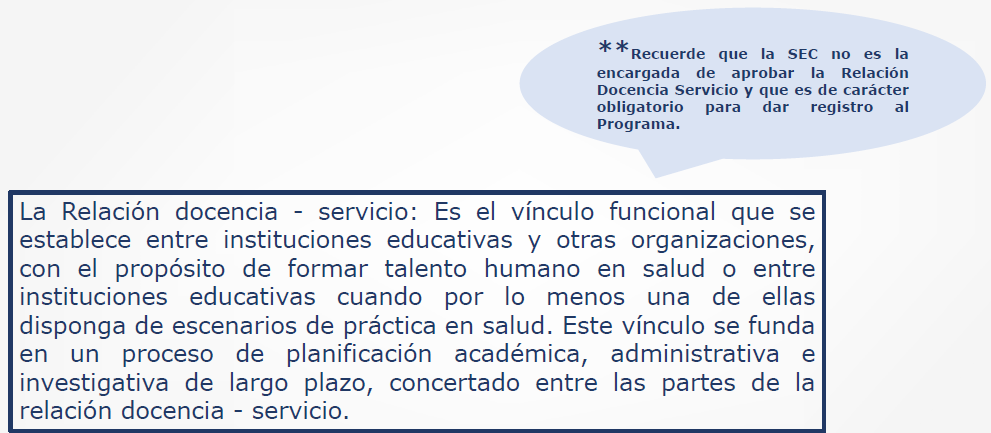 **Recuerde que la SEC no es la
encargada de aprobar la Relación
Docencia Servicio y que es de carácter
obligatorio para dar registro al
Programa.
La Relación docencia - servicio: Es el vínculo funcional que se
establece entre instituciones educativas y otras organizaciones,
con el propósito de formar talento humano en salud o entre
instituciones educativas cuando por lo menos una de ellas
disponga de escenarios de práctica en salud. Este vínculo se funda
en un proceso de planificación académica, administrativa e
investigativa de largo plazo, concertado entre las partes de la
relación docencia - servicio.